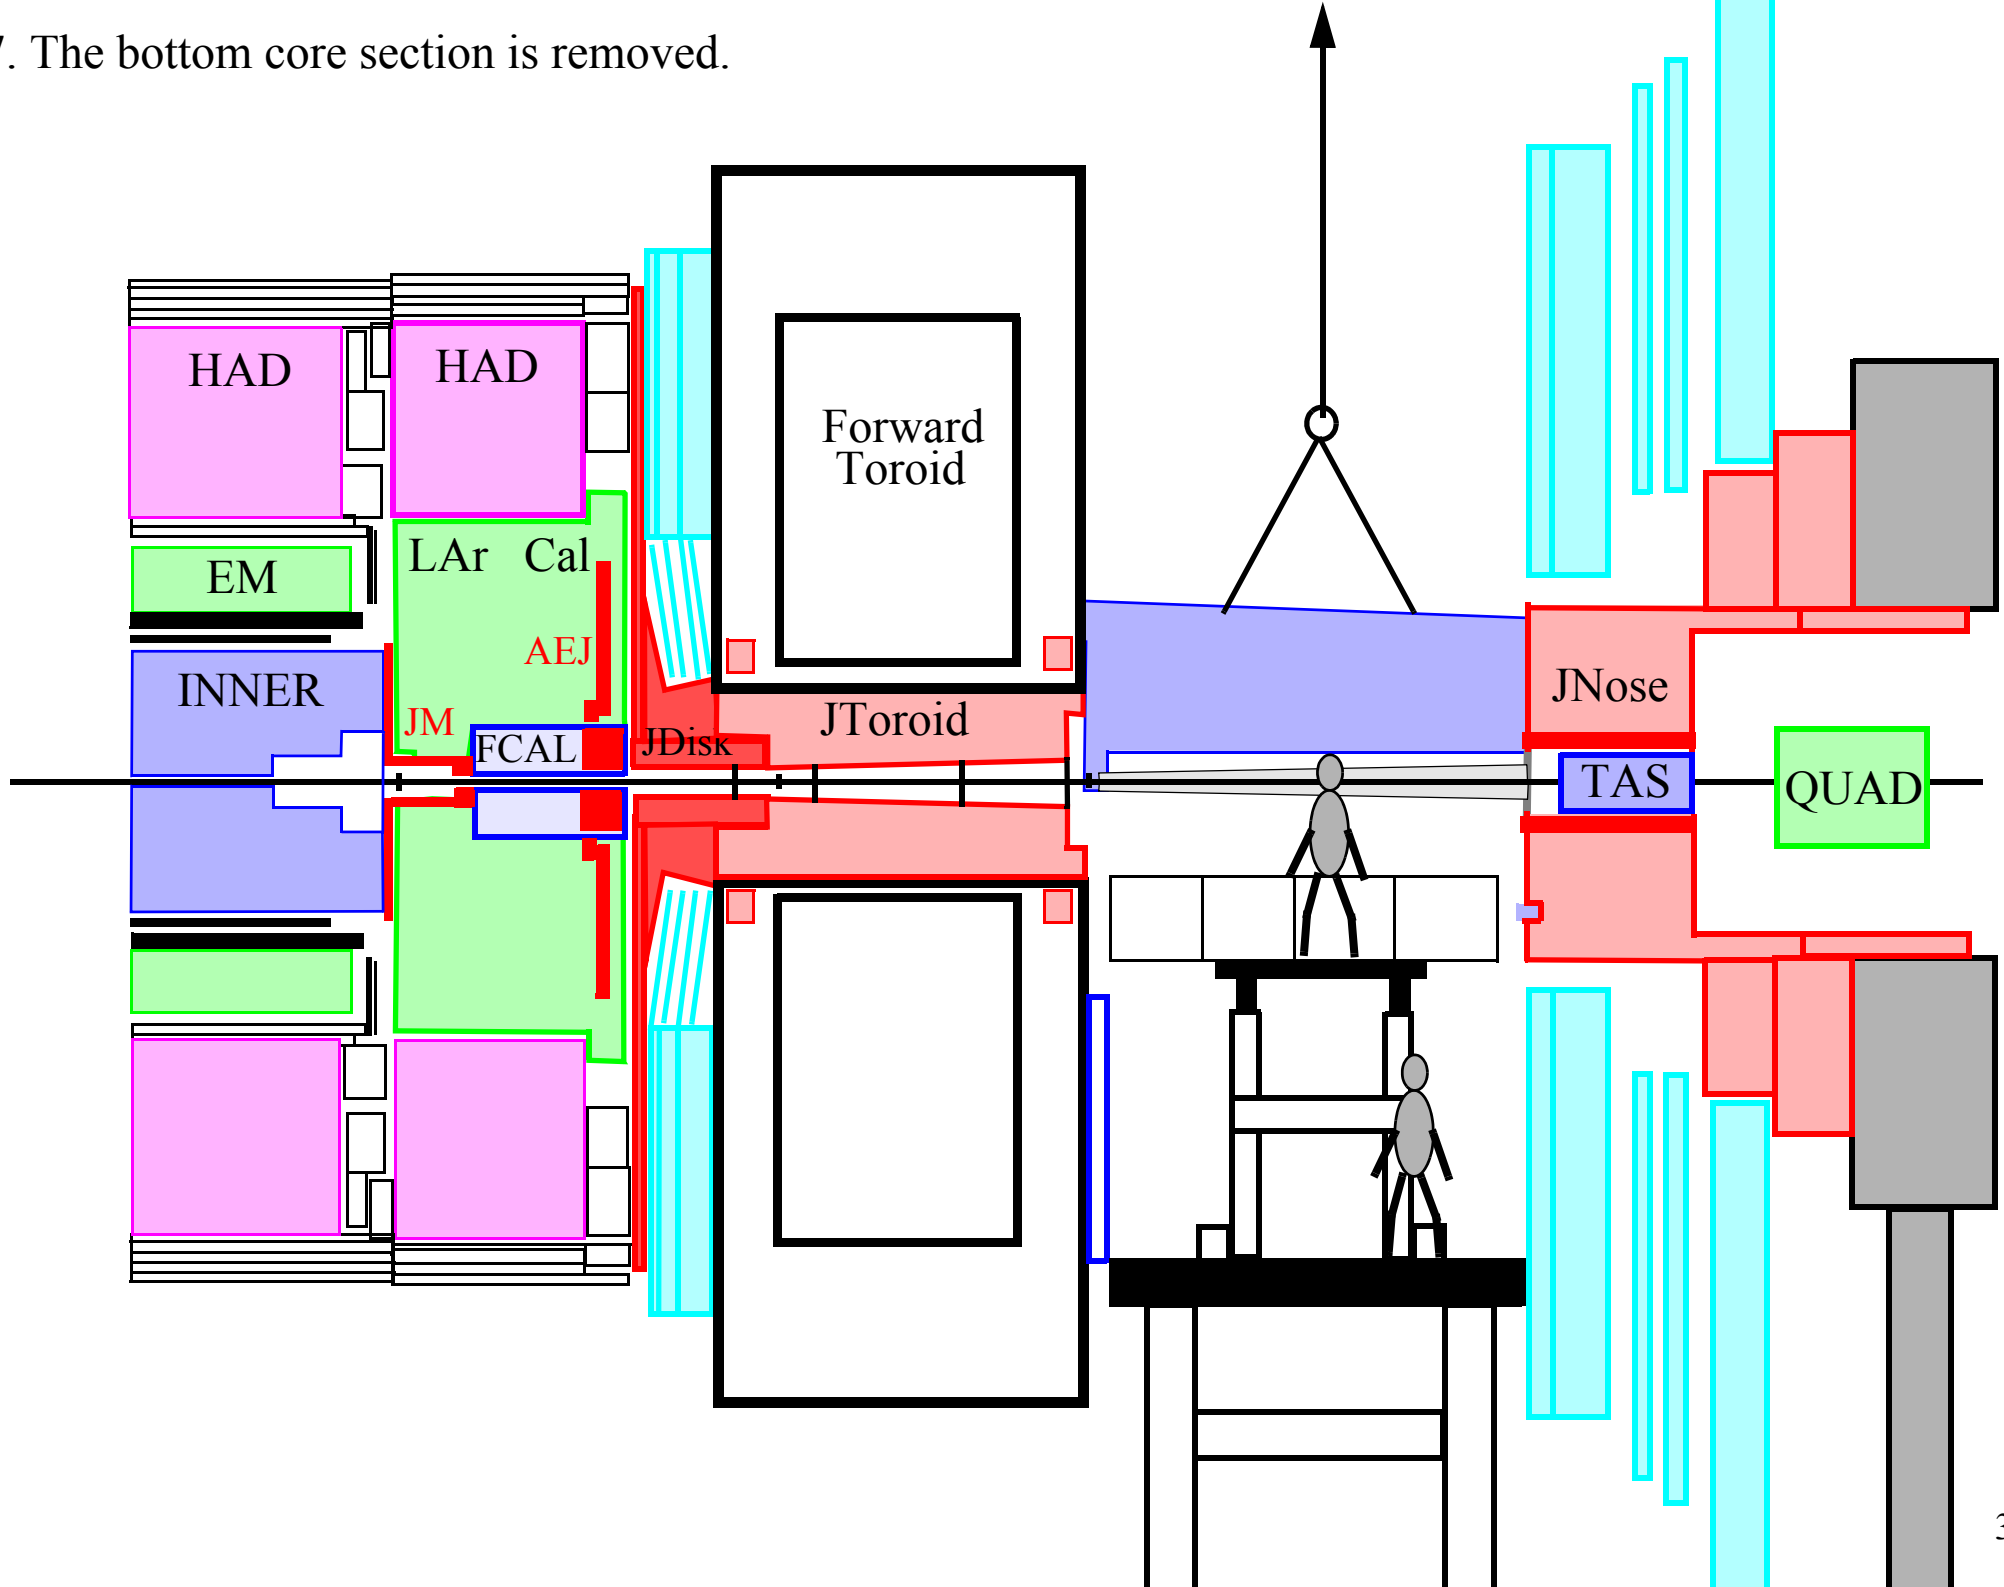 . The bottom core section is removed.
HAD
HAD
Forward
Toroid
LAr Cal
EM
AEJ
INNER
JM
JNose
JToroid
FCAL
JDisk
TAS
QUAD
3